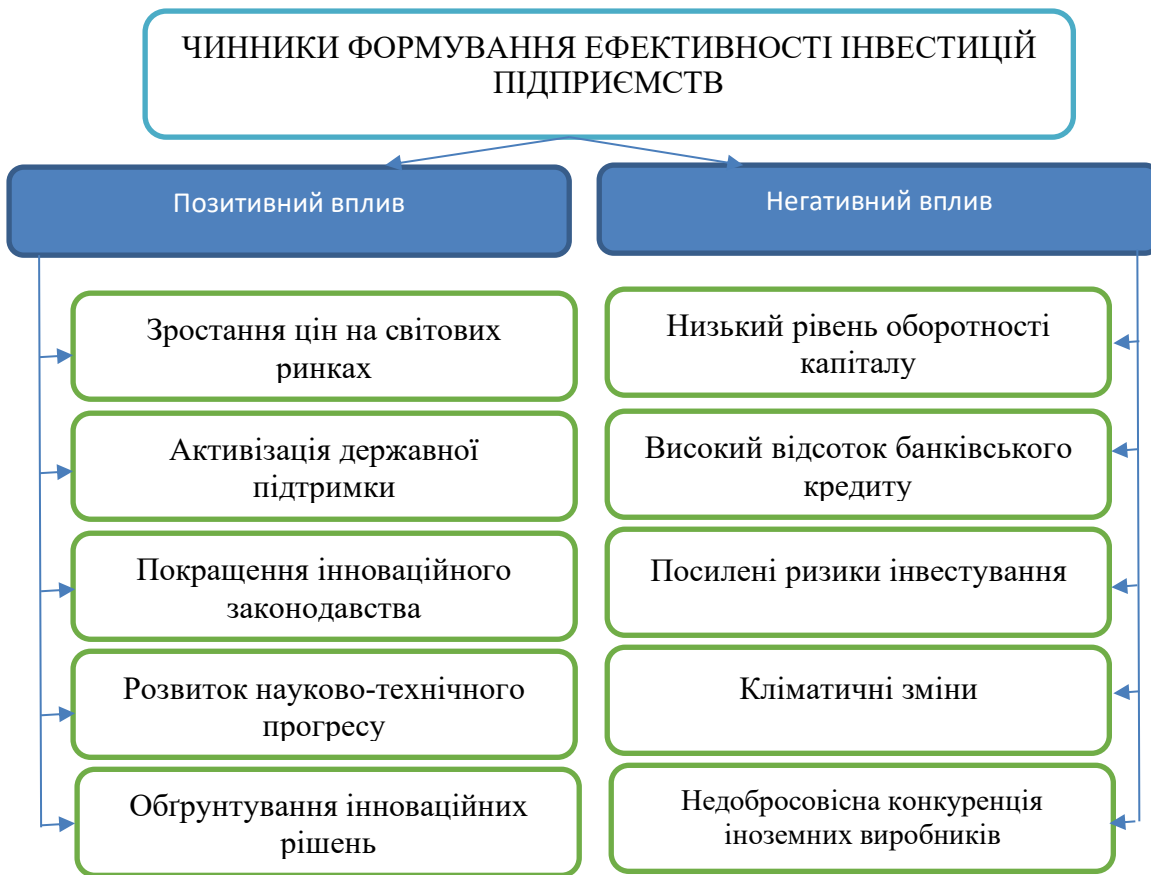 ЧИННИКИ ФОРМУВАННЯ ЕФЕКТИВНОСТІ ІНВЕСТИЦІЙ
ПІДПРИЄМСТВ
Позитивний вплив
Негативний вплив
Зростання цін на світових
ринках
Активізація державної
підтримки
Покращення інноваційного
законодавства
Розвиток науково-технічного
прогресу
Обґрунтування інноваційних
рішень
Низький рівень оборотності
капіталу
Високий відсоток банківського
кредиту
Посилені ризики інвестування
Кліматичні зміни
Недобросовісна конкуренція
іноземних виробників